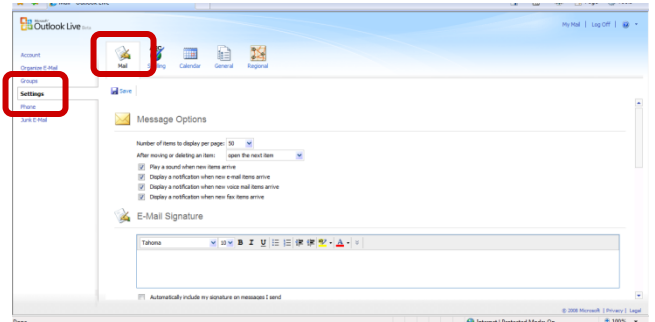 Microsoft
Outlook Live Beta
My Mail | Log Off |
Account
Organize E-Mail
Groups
Settings
Phone
Junk E-Mail
Mail
Calendar
General
Regional
Save
Message Options
Number of items to display per page: 50
After moving or deleting an item: open the next item
Play a sound when new items arrive
Display a notification when new e-mail items arrive
Display a notification when new voice mail items arrive
Display a notification when new fax items arrive
E-Mail Signature
Tahoma 10 B I U
Automatically include my signature on messages I send
© 2008 Microsoft | Privacy | Legal